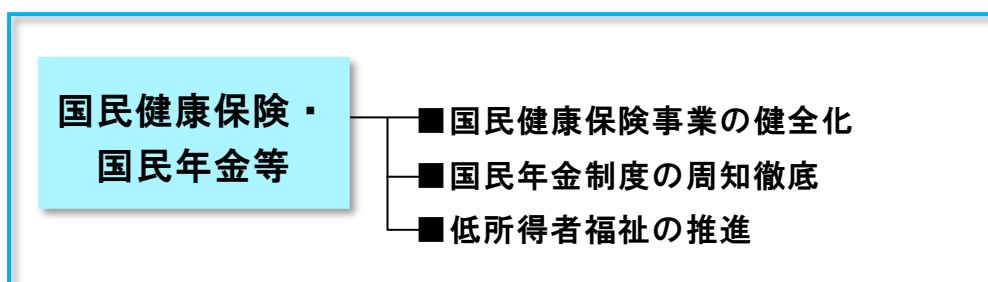 国民健康保険・
国民年金等
■国民健康保険事業の健全化
■国民年金制度の周知徹底
■低所得者福祉の推進